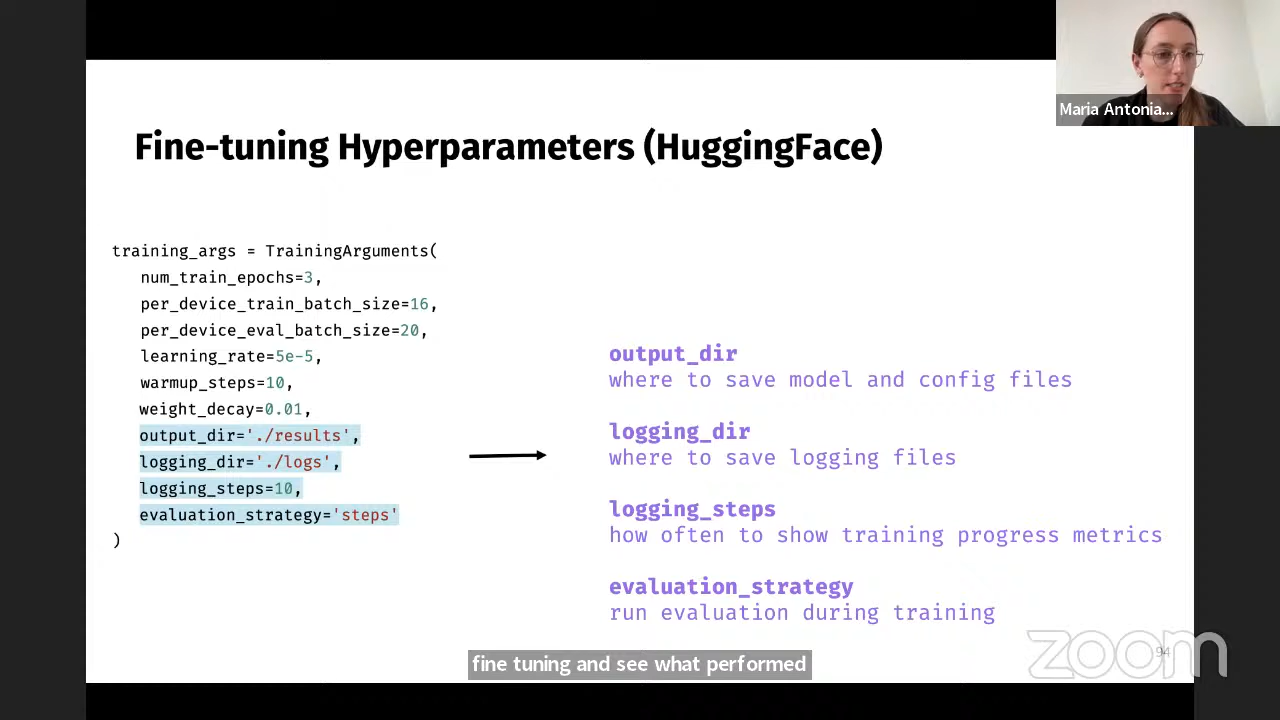 Maria Antonia...
Fine-tuning Hyperparameters (HuggingFace)
training_args = TrainingArguments(
num_train_epochs=3,
per_device_train_batch_size=16,
per_device_eval_batch_size=20,
learning_rate=5e-5,
warmup_steps=10,
weight_decay=0.01,
output_dir='./results',
logging_dir='./logs',
logging_steps=10,
evaluation_strategy='steps'
)
output_dir
where to save model and config files
logging_dir
where to save logging files
logging_steps
how often to show training progress metrics
evaluation_strategy
run evaluation during training
fine tuning and see what performed
zoom
94